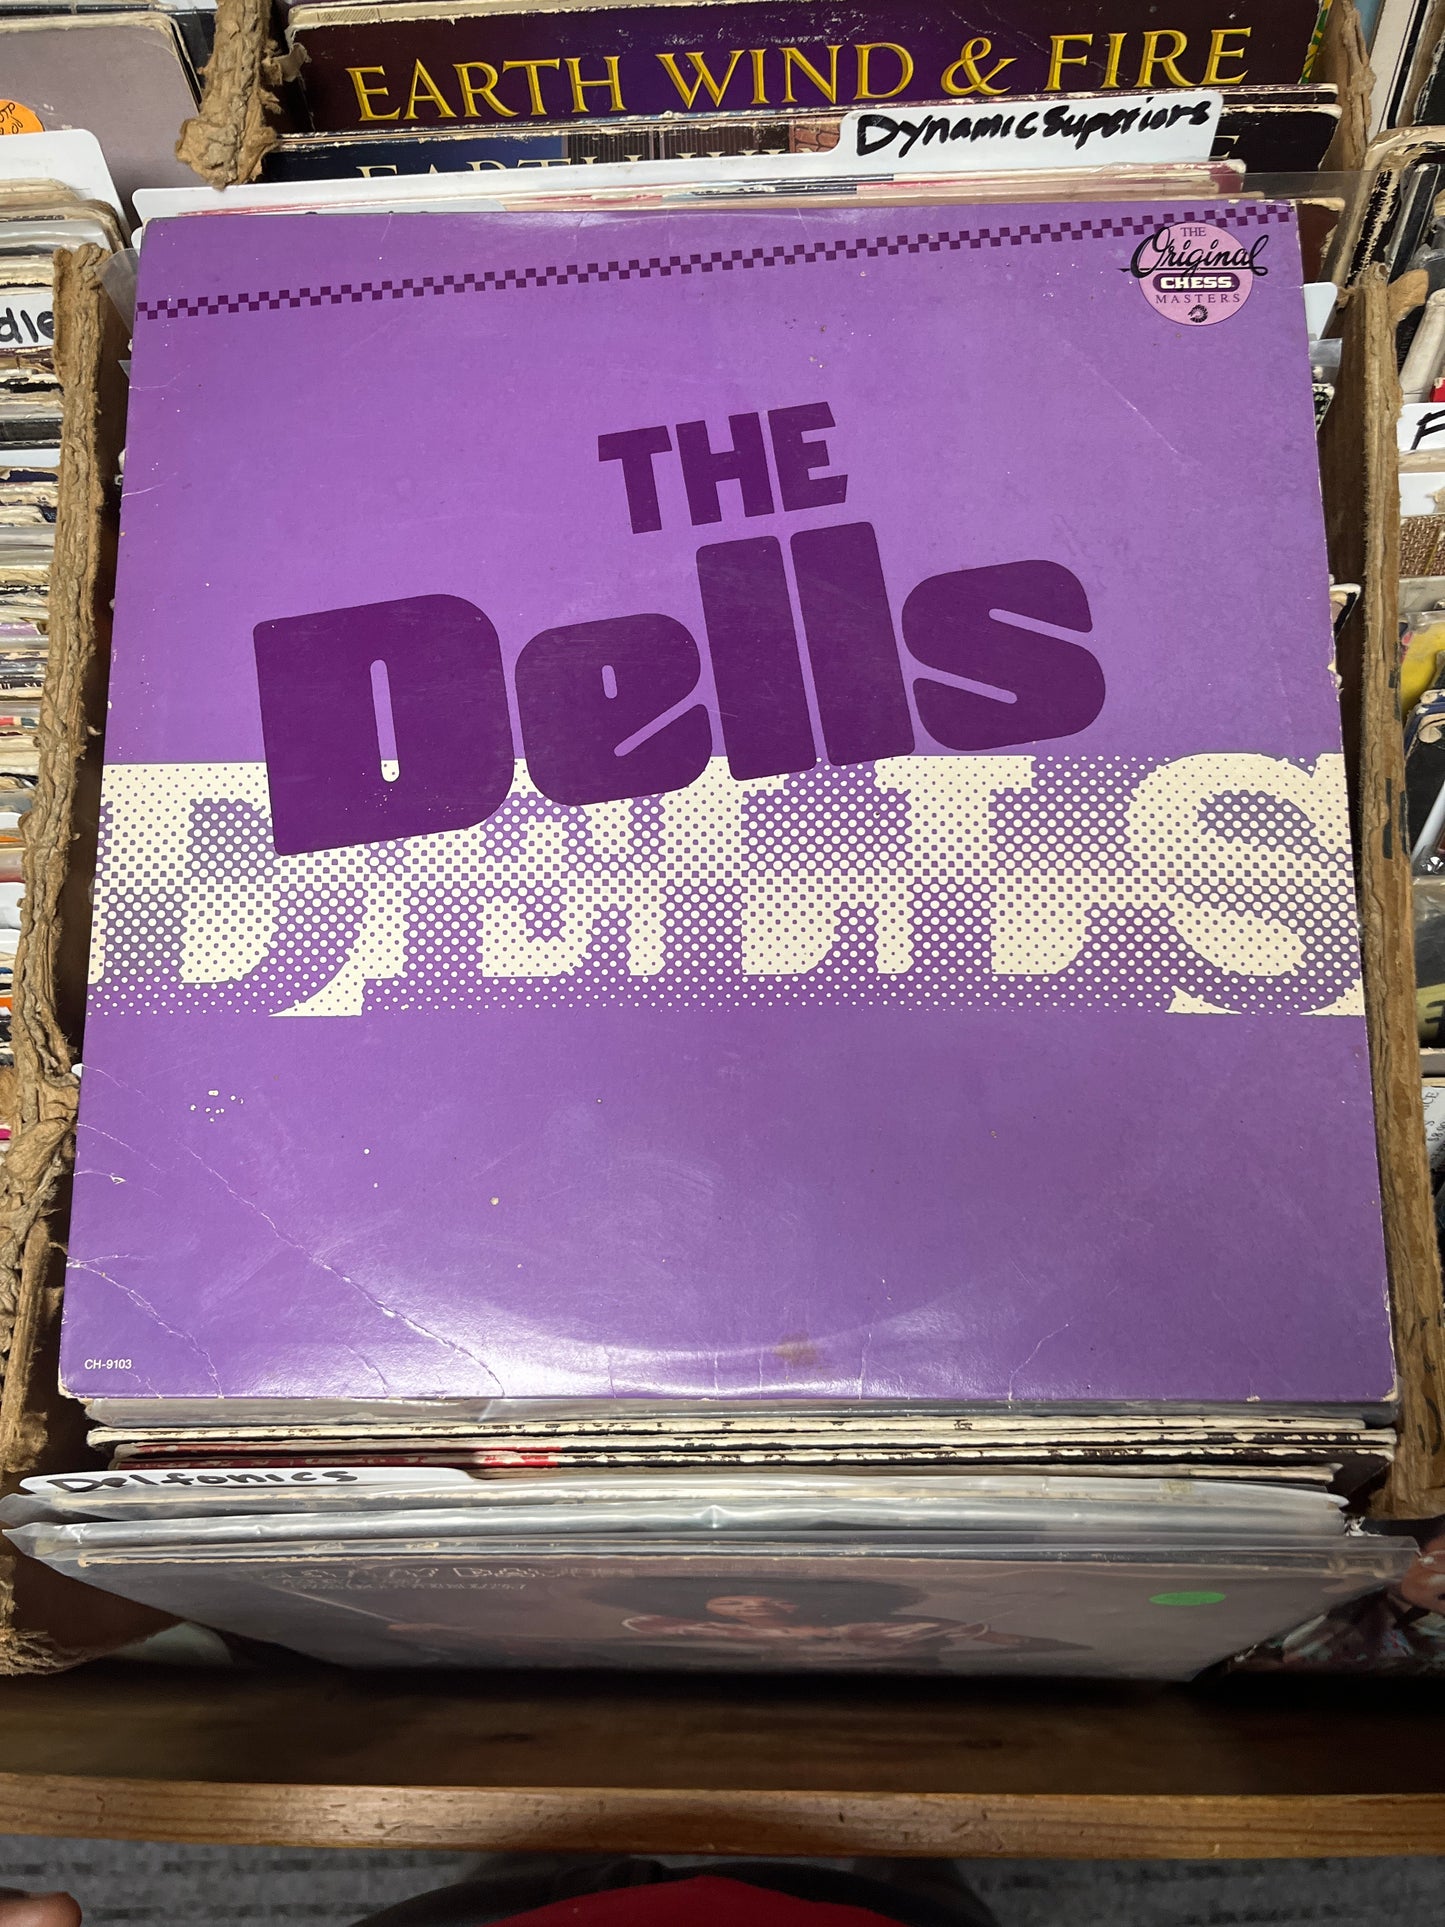 EARTH WIND & FIRE
Dynamic Superiors
THE
Original
CHESS
MASTERS
THE
Dells
CH-9103
Delfonics